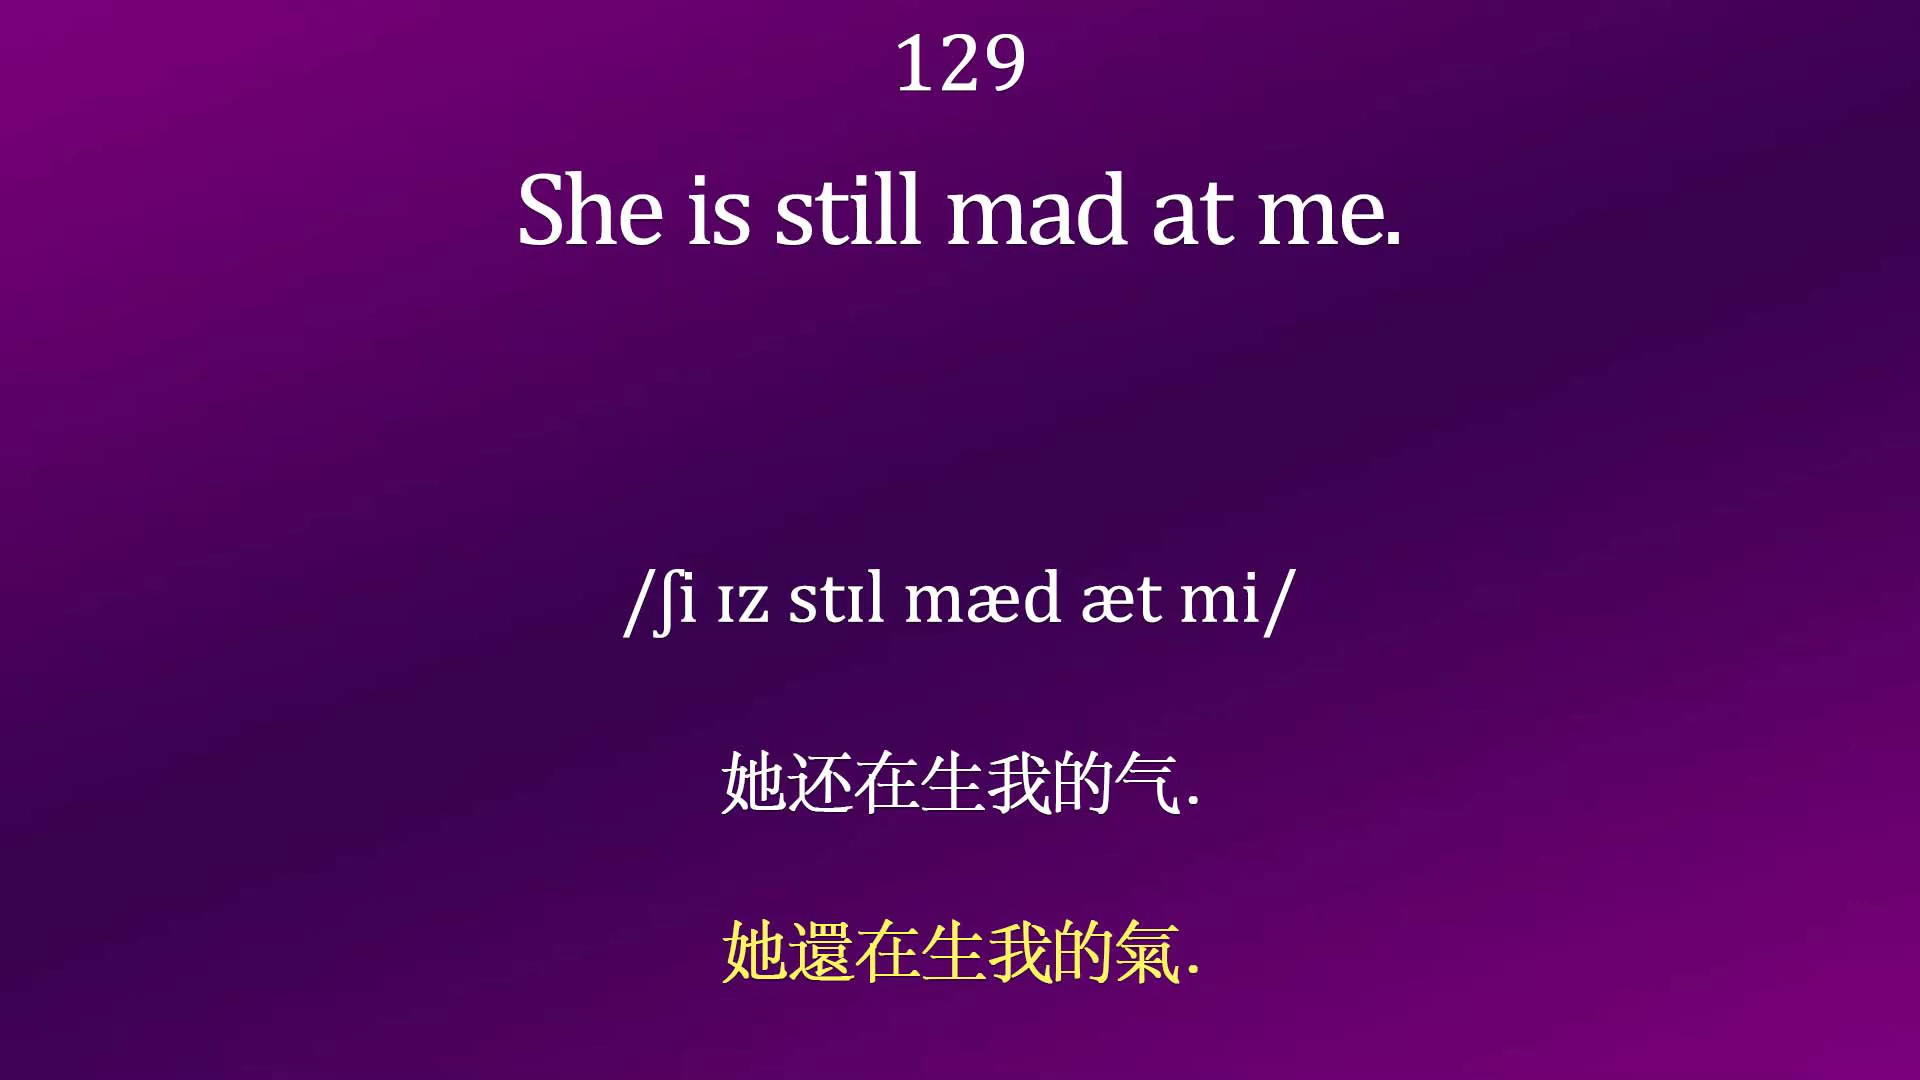 129
She is still mad at me.
/ʃi ɪz stɪl mæd æt mi/
她还在生我的气.
她還在生我的氣.